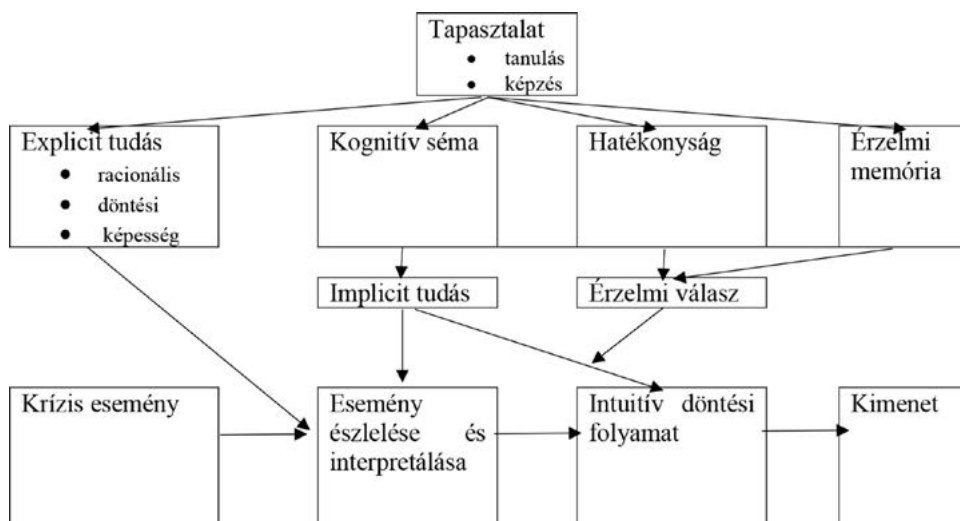 Tapasztalat
• tanulás
• képzés
Explicit tudás
• racionális
• döntési
• képesség
Kognitív séma
Hatékonyság
Érzelmi
memória
Implicit tudás
Érzelmi válasz
Krízis esemény
Esemény
észlelése és
interpretálása
Intuitív döntési
folyamat
Kimenet